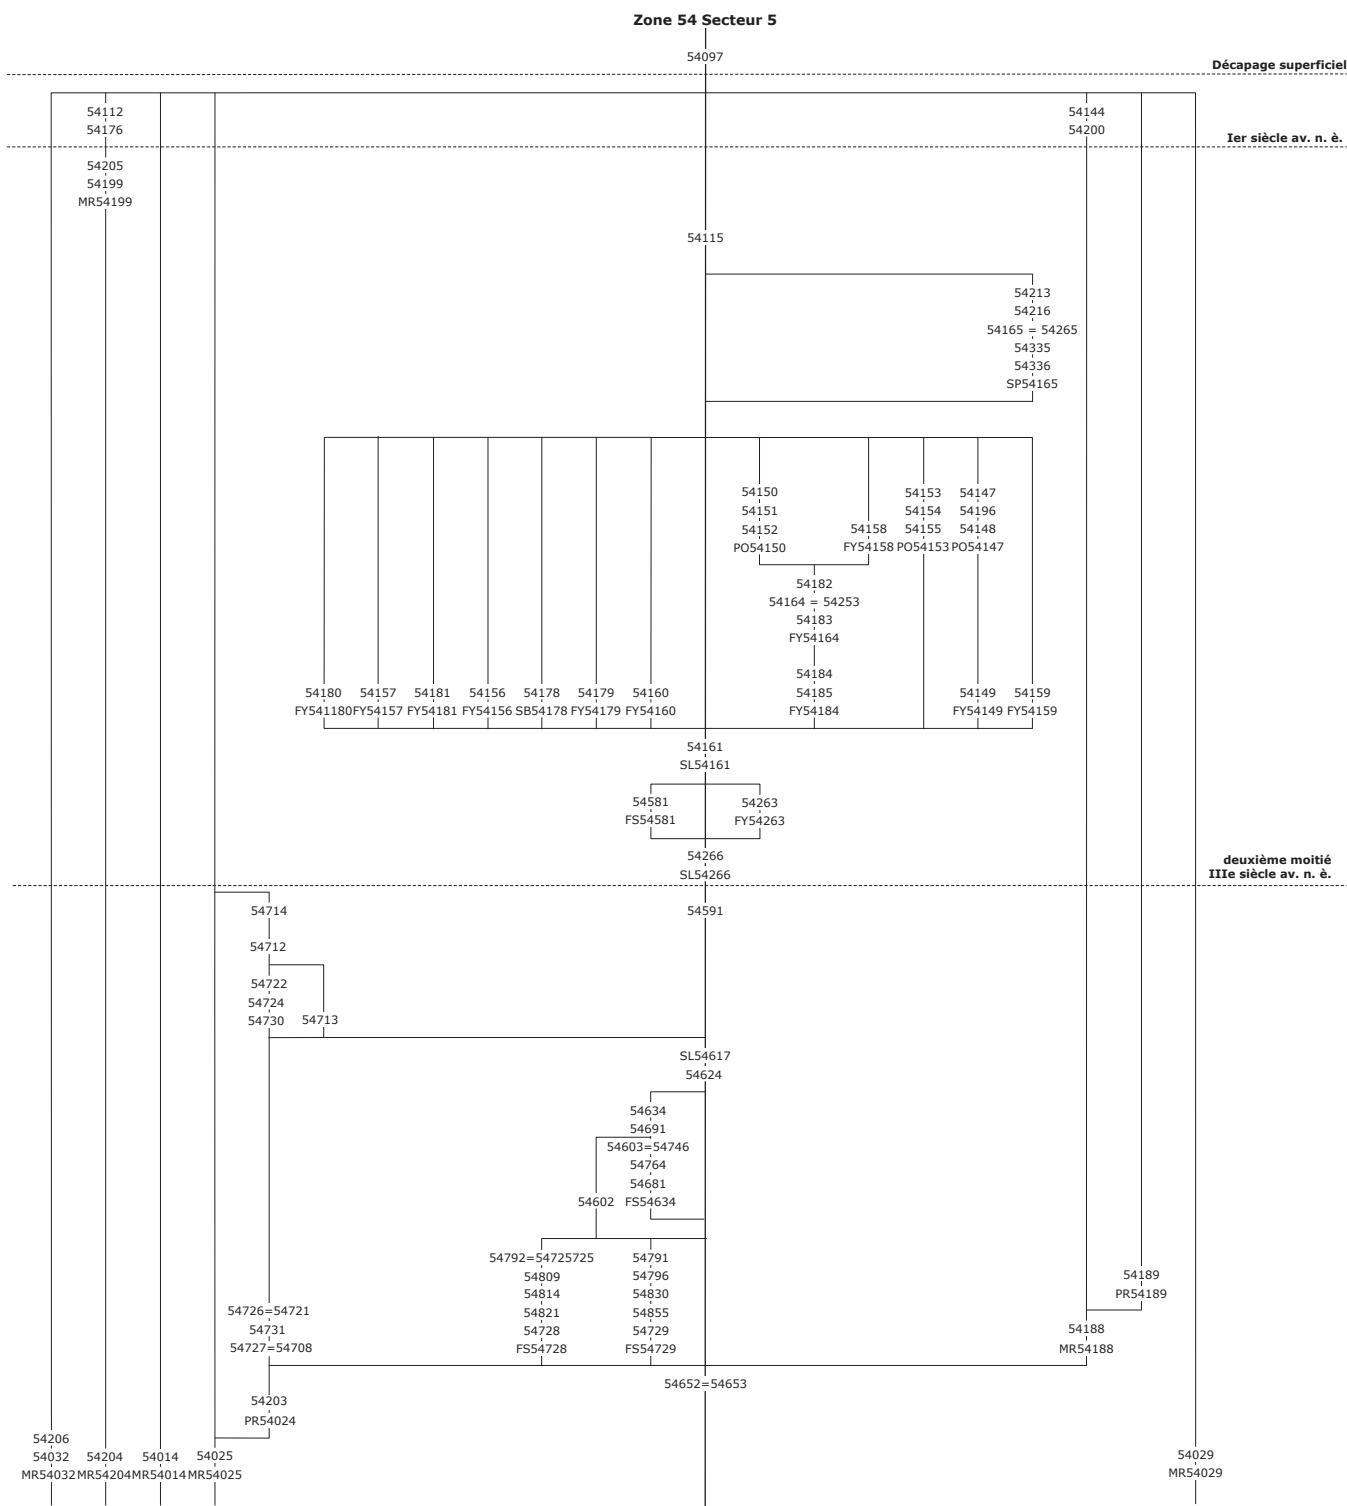 Zone 54 Secteur 5
54097
Décapage superficiel
54112 54144
54176 54200
Ier siècle av. n. è.
54205
54199
MR54199
54115
54213
54216
54165 = 54265
54335
54336
SP54165
54150 54153 54147
54151 54154 54196
54152 54158 54155 54148
PO54150 FY54158 PO54153 PO54147
54182
54164 = 54253
54183
FY54164
54184
54180 54157 54181 54156 54178 54179 54160 54185 54149 54159
FY541180 FY54157 FY54181 FY54156 SB54178 FY54179 FY54160 FY54184 FY54149 FY54159
54161
SL54161
54581 54263
FS54581 FY54263
54266
SL54266
deuxième moitié
IIIe siècle av. n. è.
54714 54591
54712
54722
54724
54730 54713
SL54617
54624
54634
54691
54603=54746
54764
54681
54602 FS54634
54792=54725725 54791
54809 54796 54189
54814 54830 PR54189
54726=54721 54821 54855
54731 54728 54729 54188
54727=54708 FS54728 FS54729 MR54188
54652=54653
54203
PR54024
54206
54032 54204 54014 54025 54029
MR54032 MR54204 MR54014 MR54025 MR54029